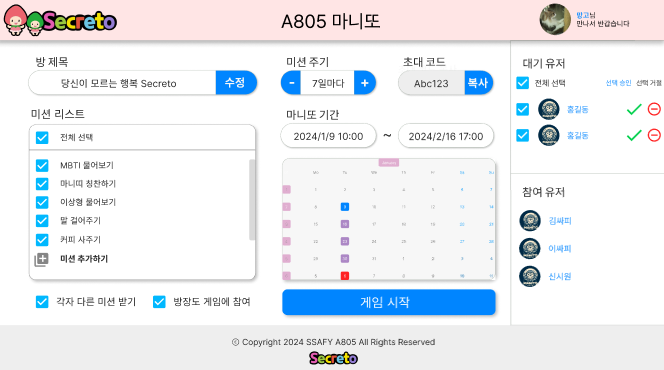 Secreto
A805 마니또
맡고님
만나서 반갑습니다
방 제목
당신이 모르는 행복 Secreto
수정
미션 주기
-
7일마다
+
초대 코드
Abc123
복사
미션 리스트
전체 선택
MBTI 물어보기
마니띠 칭찬하기
이상형 물어보기
말 걸어주기
커피 사주기
미션 추가하기
각자 다른 미션 받기
방장도 게임에 참여
마니또 기간
2024/1/9 10:00
~
2024/2/16 17:00
게임 시작
대기 유저
전체 선택
선택 승인
선택 거절
홍길동
홍길동
참여 유저
김싸피
이싸피
신시원
© Copyright 2024 SSAFY A805 All Rights Reserved
Secreto